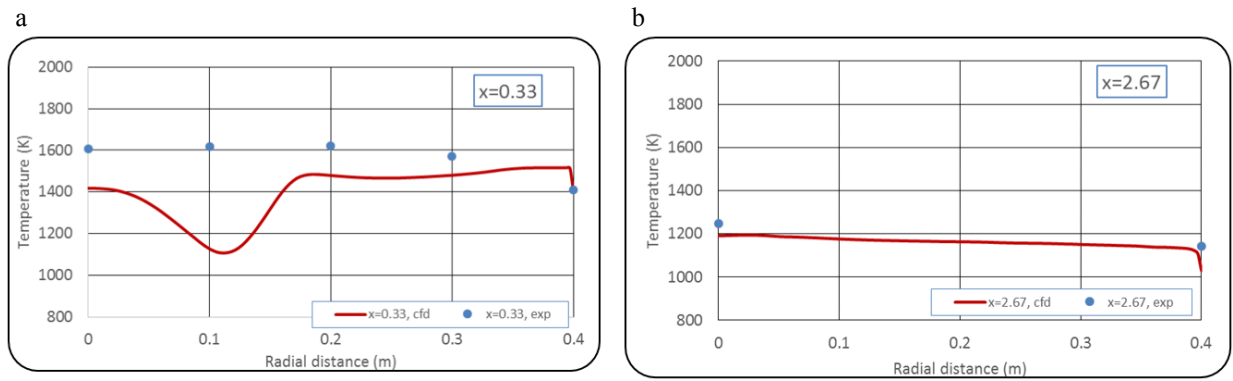 a
2000
1800
1600
1400
1200
1000
800
Temperature (K)
x=0.33
x=0.33, cfd x=0.33, exp
0 0.1 0.2 0.3 0.4
Radial distance (m)
b
2000
1800
1600
1400
1200
1000
800
Temperature (K)
x=2.67
x=2.67, cfd x=2.67, exp
0 0.1 0.2 0.3 0.4
Radial distance (m)